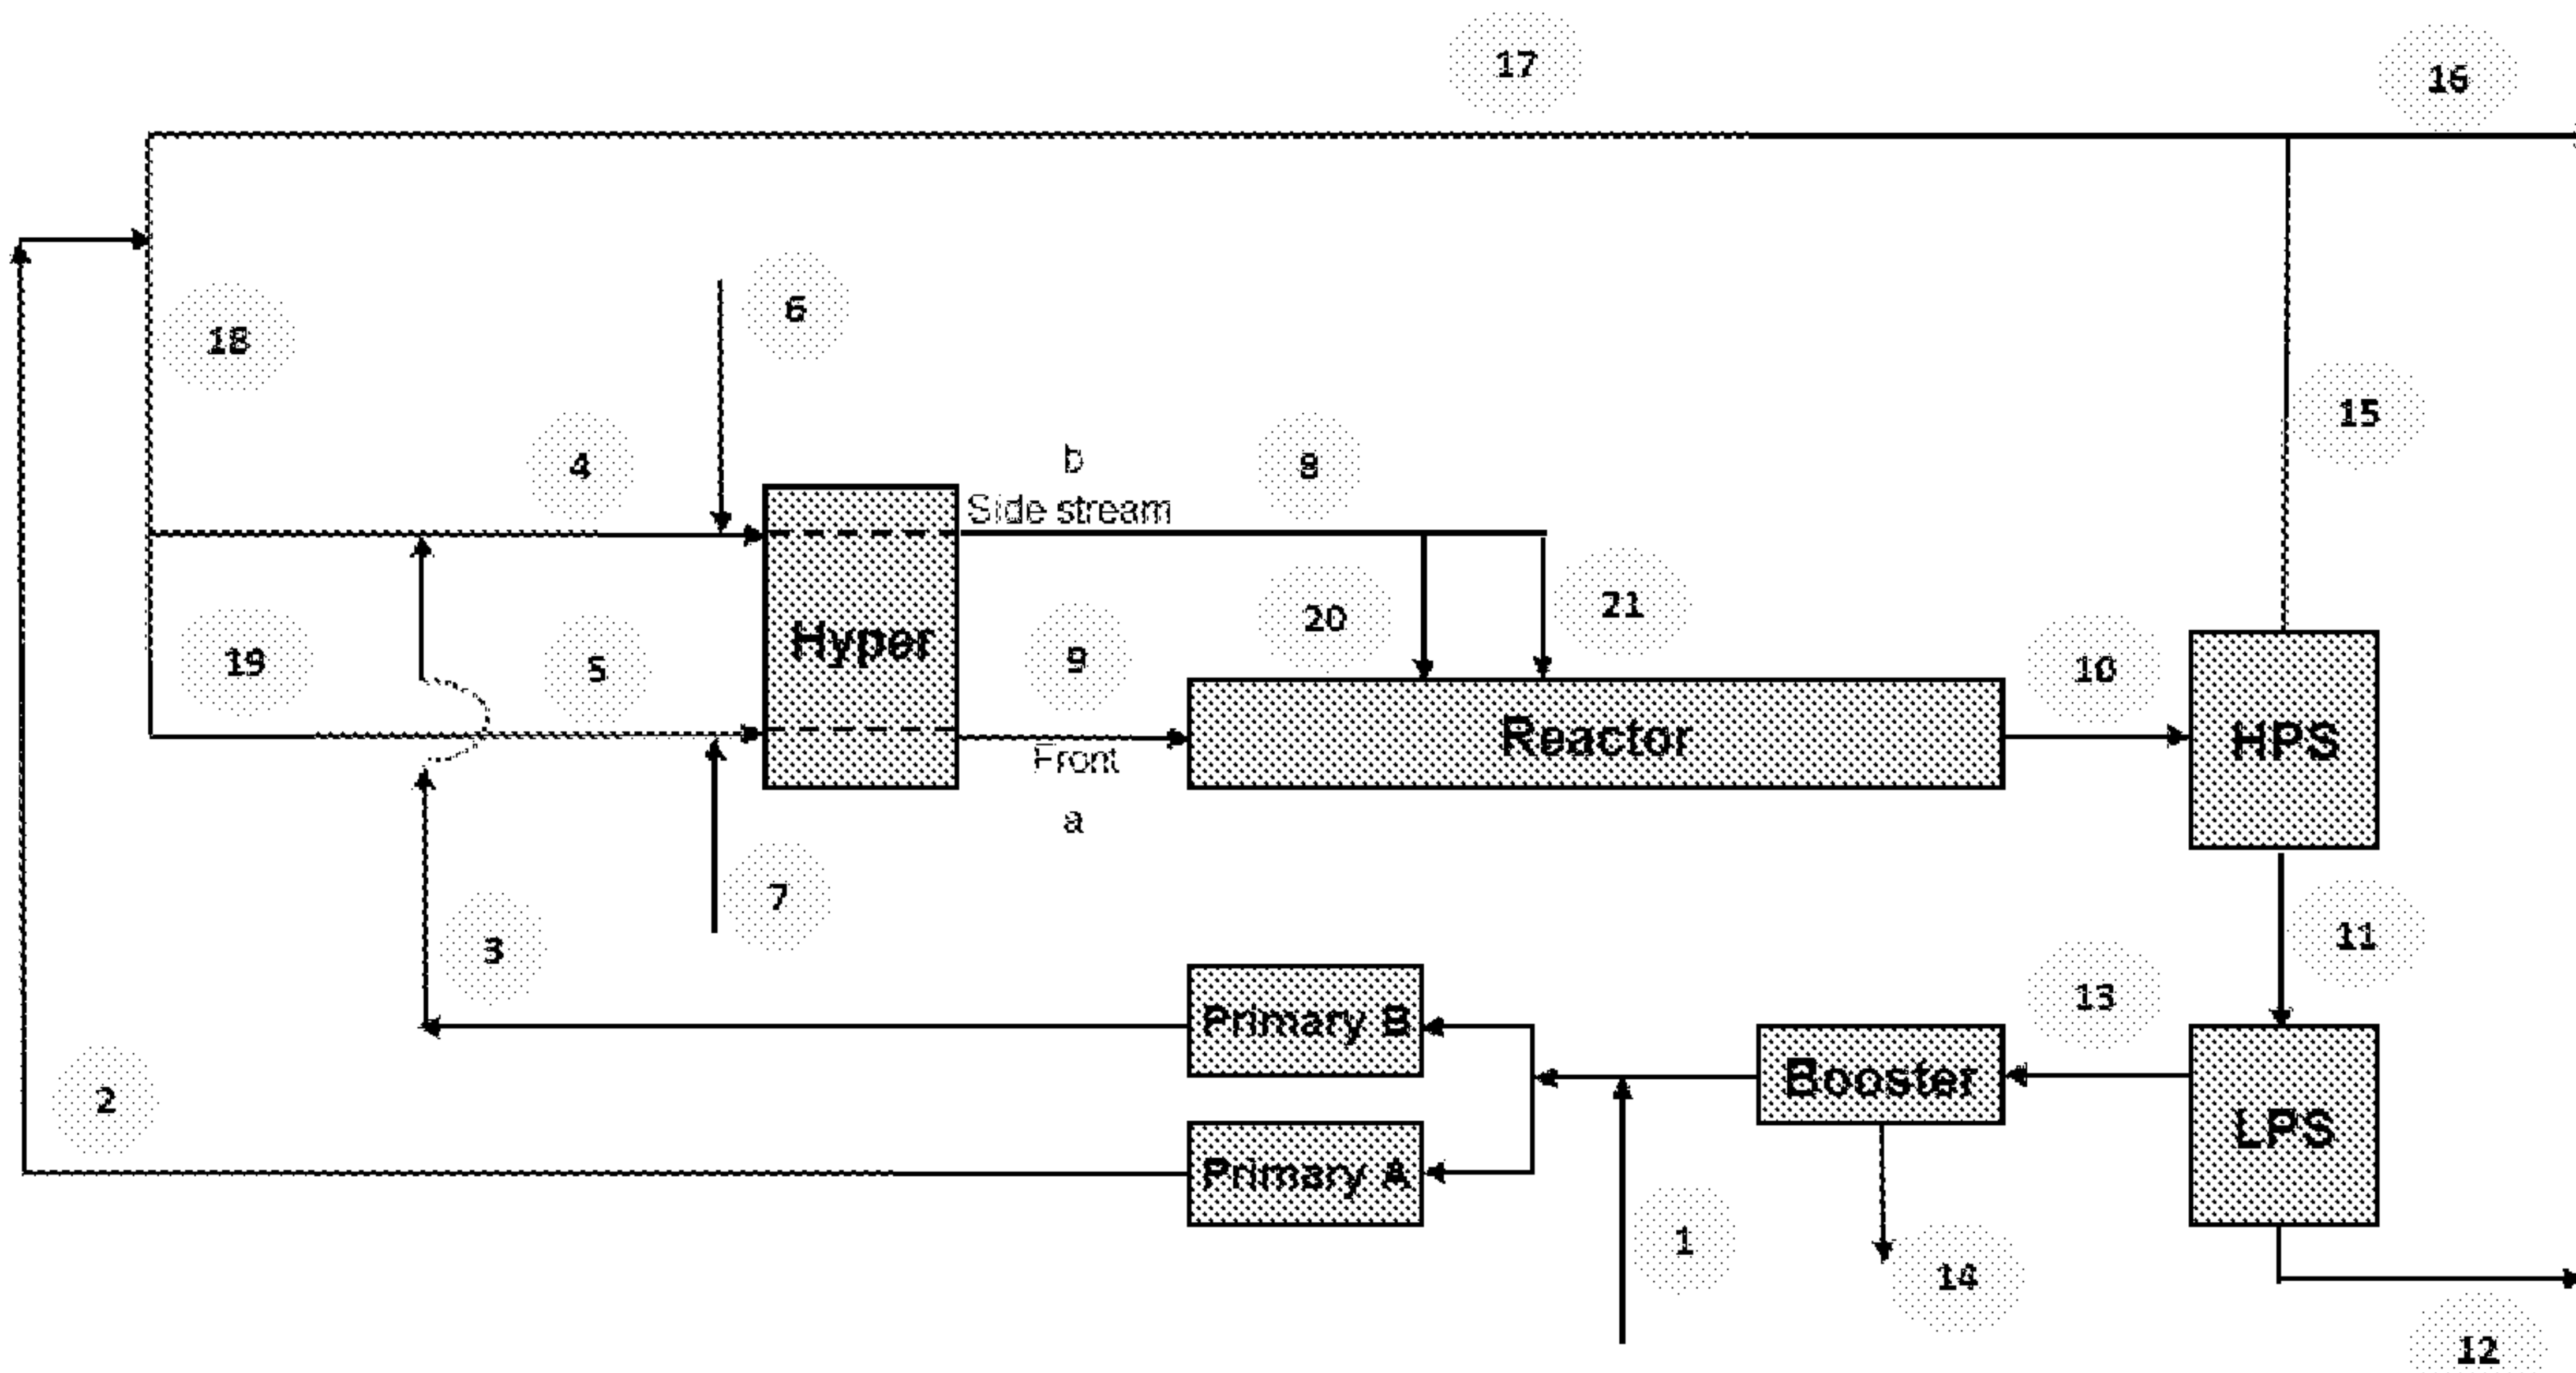 17
16
18
6
15
4
b
8
Side stream
20
21
Hyper
19
5
9
10
Reactor
HPS
Front
a
7
3
11
13
Primary B
Booster
2
LPS
Primary A
1
14
12